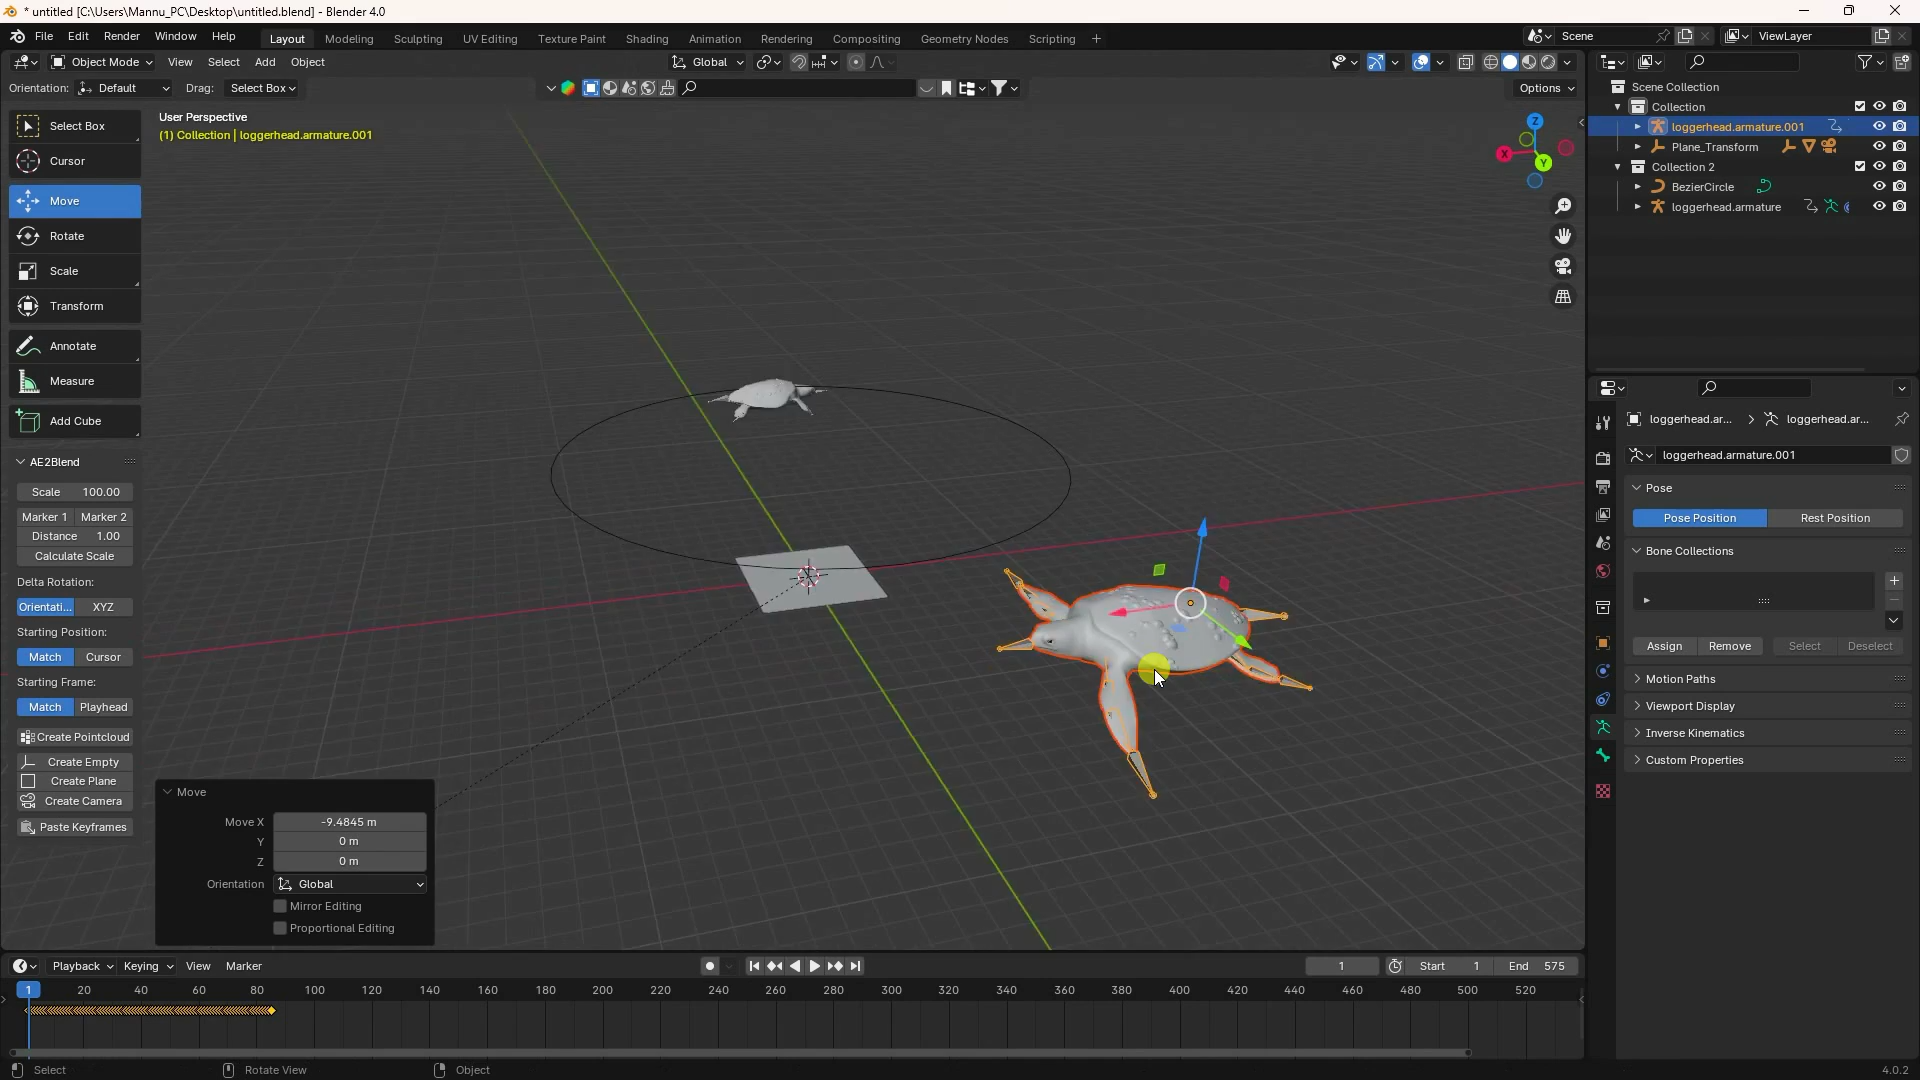 * untitled [C:\Users\Mannu_PC\Desktop\untitled.blend] - Blender 4.0
File Edit Render Window Help
Layout Modeling Sculpting UV Editing Texture Paint Shading Animation Rendering Compositing Geometry Nodes Scripting +
Scene
ViewLayer
Object Mode View Select Add Object
Global
Orientation: Default Drag: Select Box
Options
Select Box
Cursor
Move
Rotate
Scale
Transform
Annotate
Measure
Add Cube
User Perspective
(1) Collection | loggerhead.armature.001
Z
X
Y
AE2Blend
Scale 100.00
Marker 1 Marker 2
Distance 1.00
Calculate Scale
Delta Rotation:
Orientati... XYZ
Starting Position:
Match Cursor
Starting Frame:
Match Playhead
Create Pointcloud
Create Empty
Create Plane
Create Camera
Paste Keyframes
Move
Move X -9.4845 m
Y 0 m
Z 0 m
Orientation Global
Mirror Editing
Proportional Editing
Scene Collection
Collection
loggerhead.armature.001
Plane_Transform
Collection 2
BezierCircle
loggerhead.armature
loggerhead.ar... loggerhead.ar...
loggerhead.armature.001
Pose
Pose Position Rest Position
Bone Collections
Assign Remove Select Deselect
Motion Paths
Viewport Display
Inverse Kinematics
Custom Properties
Playback Keying View Marker
1 Start 1 End 575
1 20 40 60 80 100 120 140 160 180 200 220 240 260 280 300 320 340 360 380 400 420 440 460 480 500 520
Select Rotate View Object
4.0.2